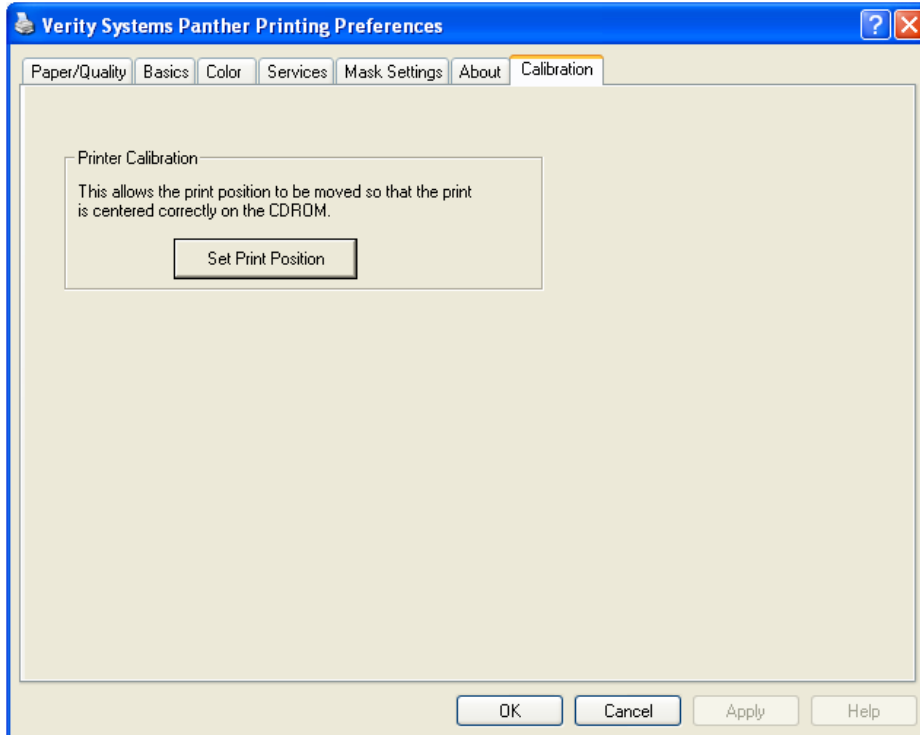 Verity Systems Panther Printing Preferences
?
X
Paper/Quality Basics Color Services Mask Settings About Calibration
Printer Calibration
This allows the print position to be moved so that the print
is centered correctly on the CDROM.
Set Print Position
OK Cancel Apply Help